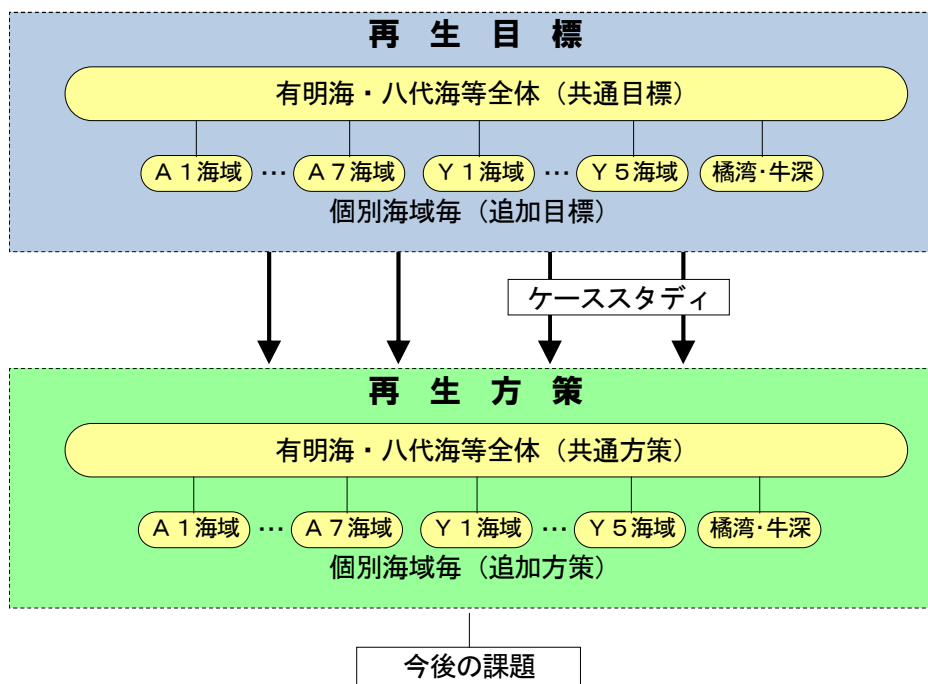 再 生 目 標
有明海・八代海等全体（共通目標）
Ａ１海域 … Ａ７海域 Ｙ１海域 … Ｙ５海域 橘湾・牛深
個別海域毎（追加目標）
ケーススタディ
再 生 方 策
有明海・八代海等全体（共通方策）
Ａ１海域 … Ａ７海域 Ｙ１海域 … Ｙ５海域 橘湾・牛深
個別海域毎（追加方策）
今後の課題